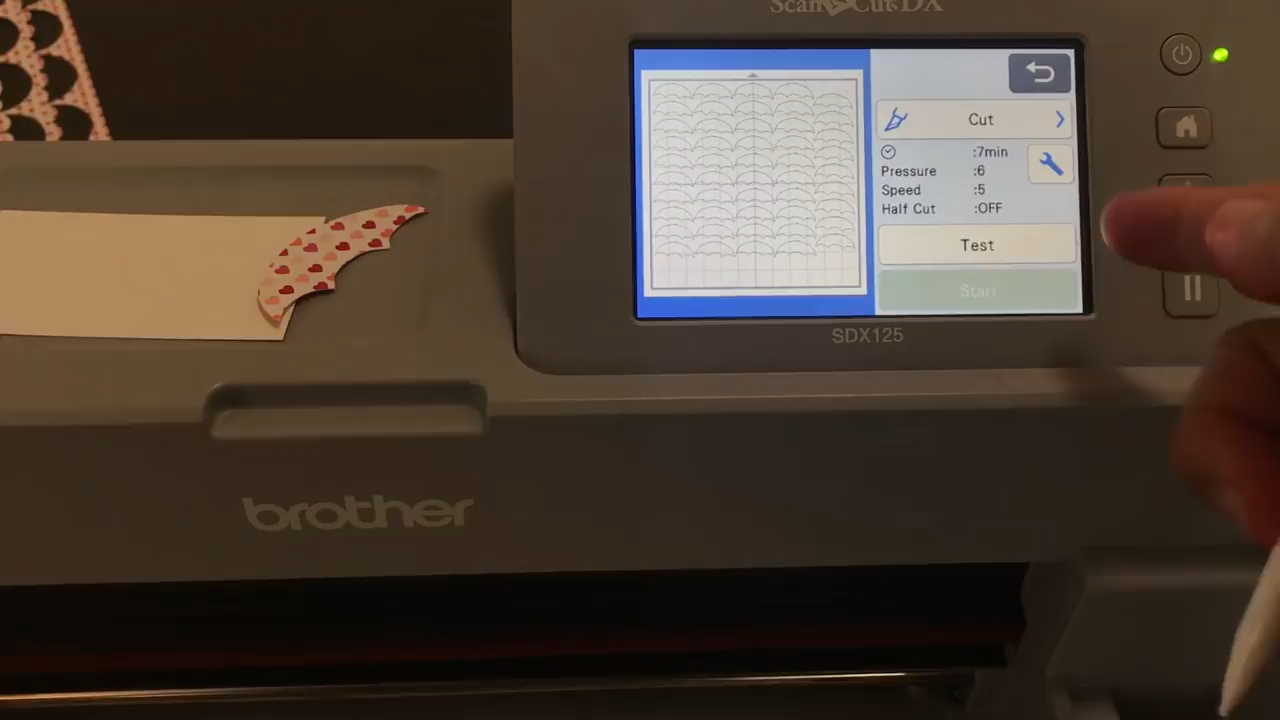 ScanNCut DX
Cut
:7min
Pressure :6
Speed :5
Half Cut :OFF
Test
Start
SDX125
brother